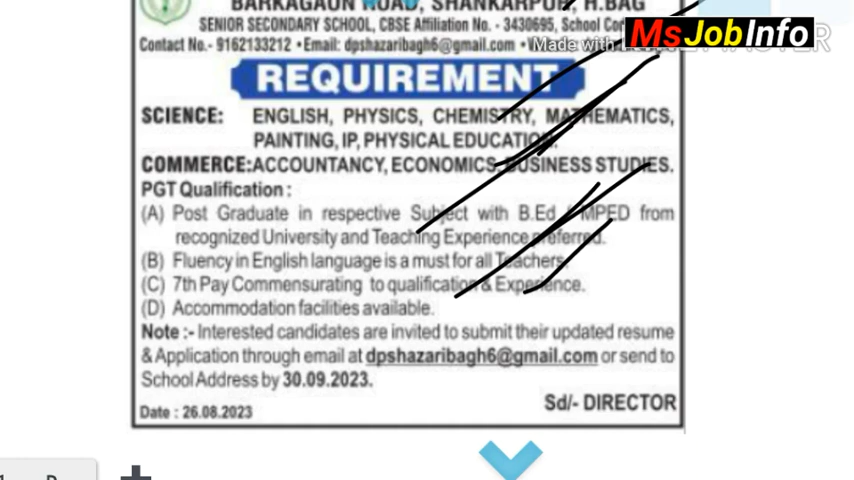 BARKAGAON ROAD, SHANKARPUR, H.BAG
SENIOR SECONDARY SCHOOL, CBSE Affiliation No. - 3430695, School Co
Contact No.- 9162133212 • Email: dpshazaribagh6@gmail.com •
Made with
MsJobInfo
REQUIREMENT
SCIENCE: ENGLISH, PHYSICS, CHEMISTRY, MATHEMATICS,
PAINTING, IP, PHYSICAL EDUCATION.
COMMERCE: ACCOUNTANCY, ECONOMICS, BUSINESS STUDIES.
PGT Qualification :
(A) Post Graduate in respective Subject with B.Ed / MPED from
recognized University and Teaching Experience preferred.
(B) Fluency in English language is a must for all Teachers.
(C) 7th Pay Commensurating to qualification & Experience.
(D) Accommodation facilities available.
Note :- Interested candidates are invited to submit their updated resume
& Application through email at dpshazaribagh6@gmail.com or send to
School Address by 30.09.2023.
Sd/- DIRECTOR
Date : 26.08.2023